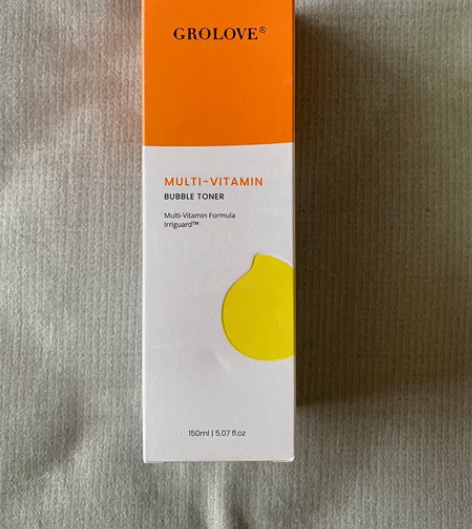 GROLOVE®
MULTI-VITAMIN
BUBBLE TONER
Multi-Vitamin Formula
Irriguard™
150ml | 5.07 fl.oz